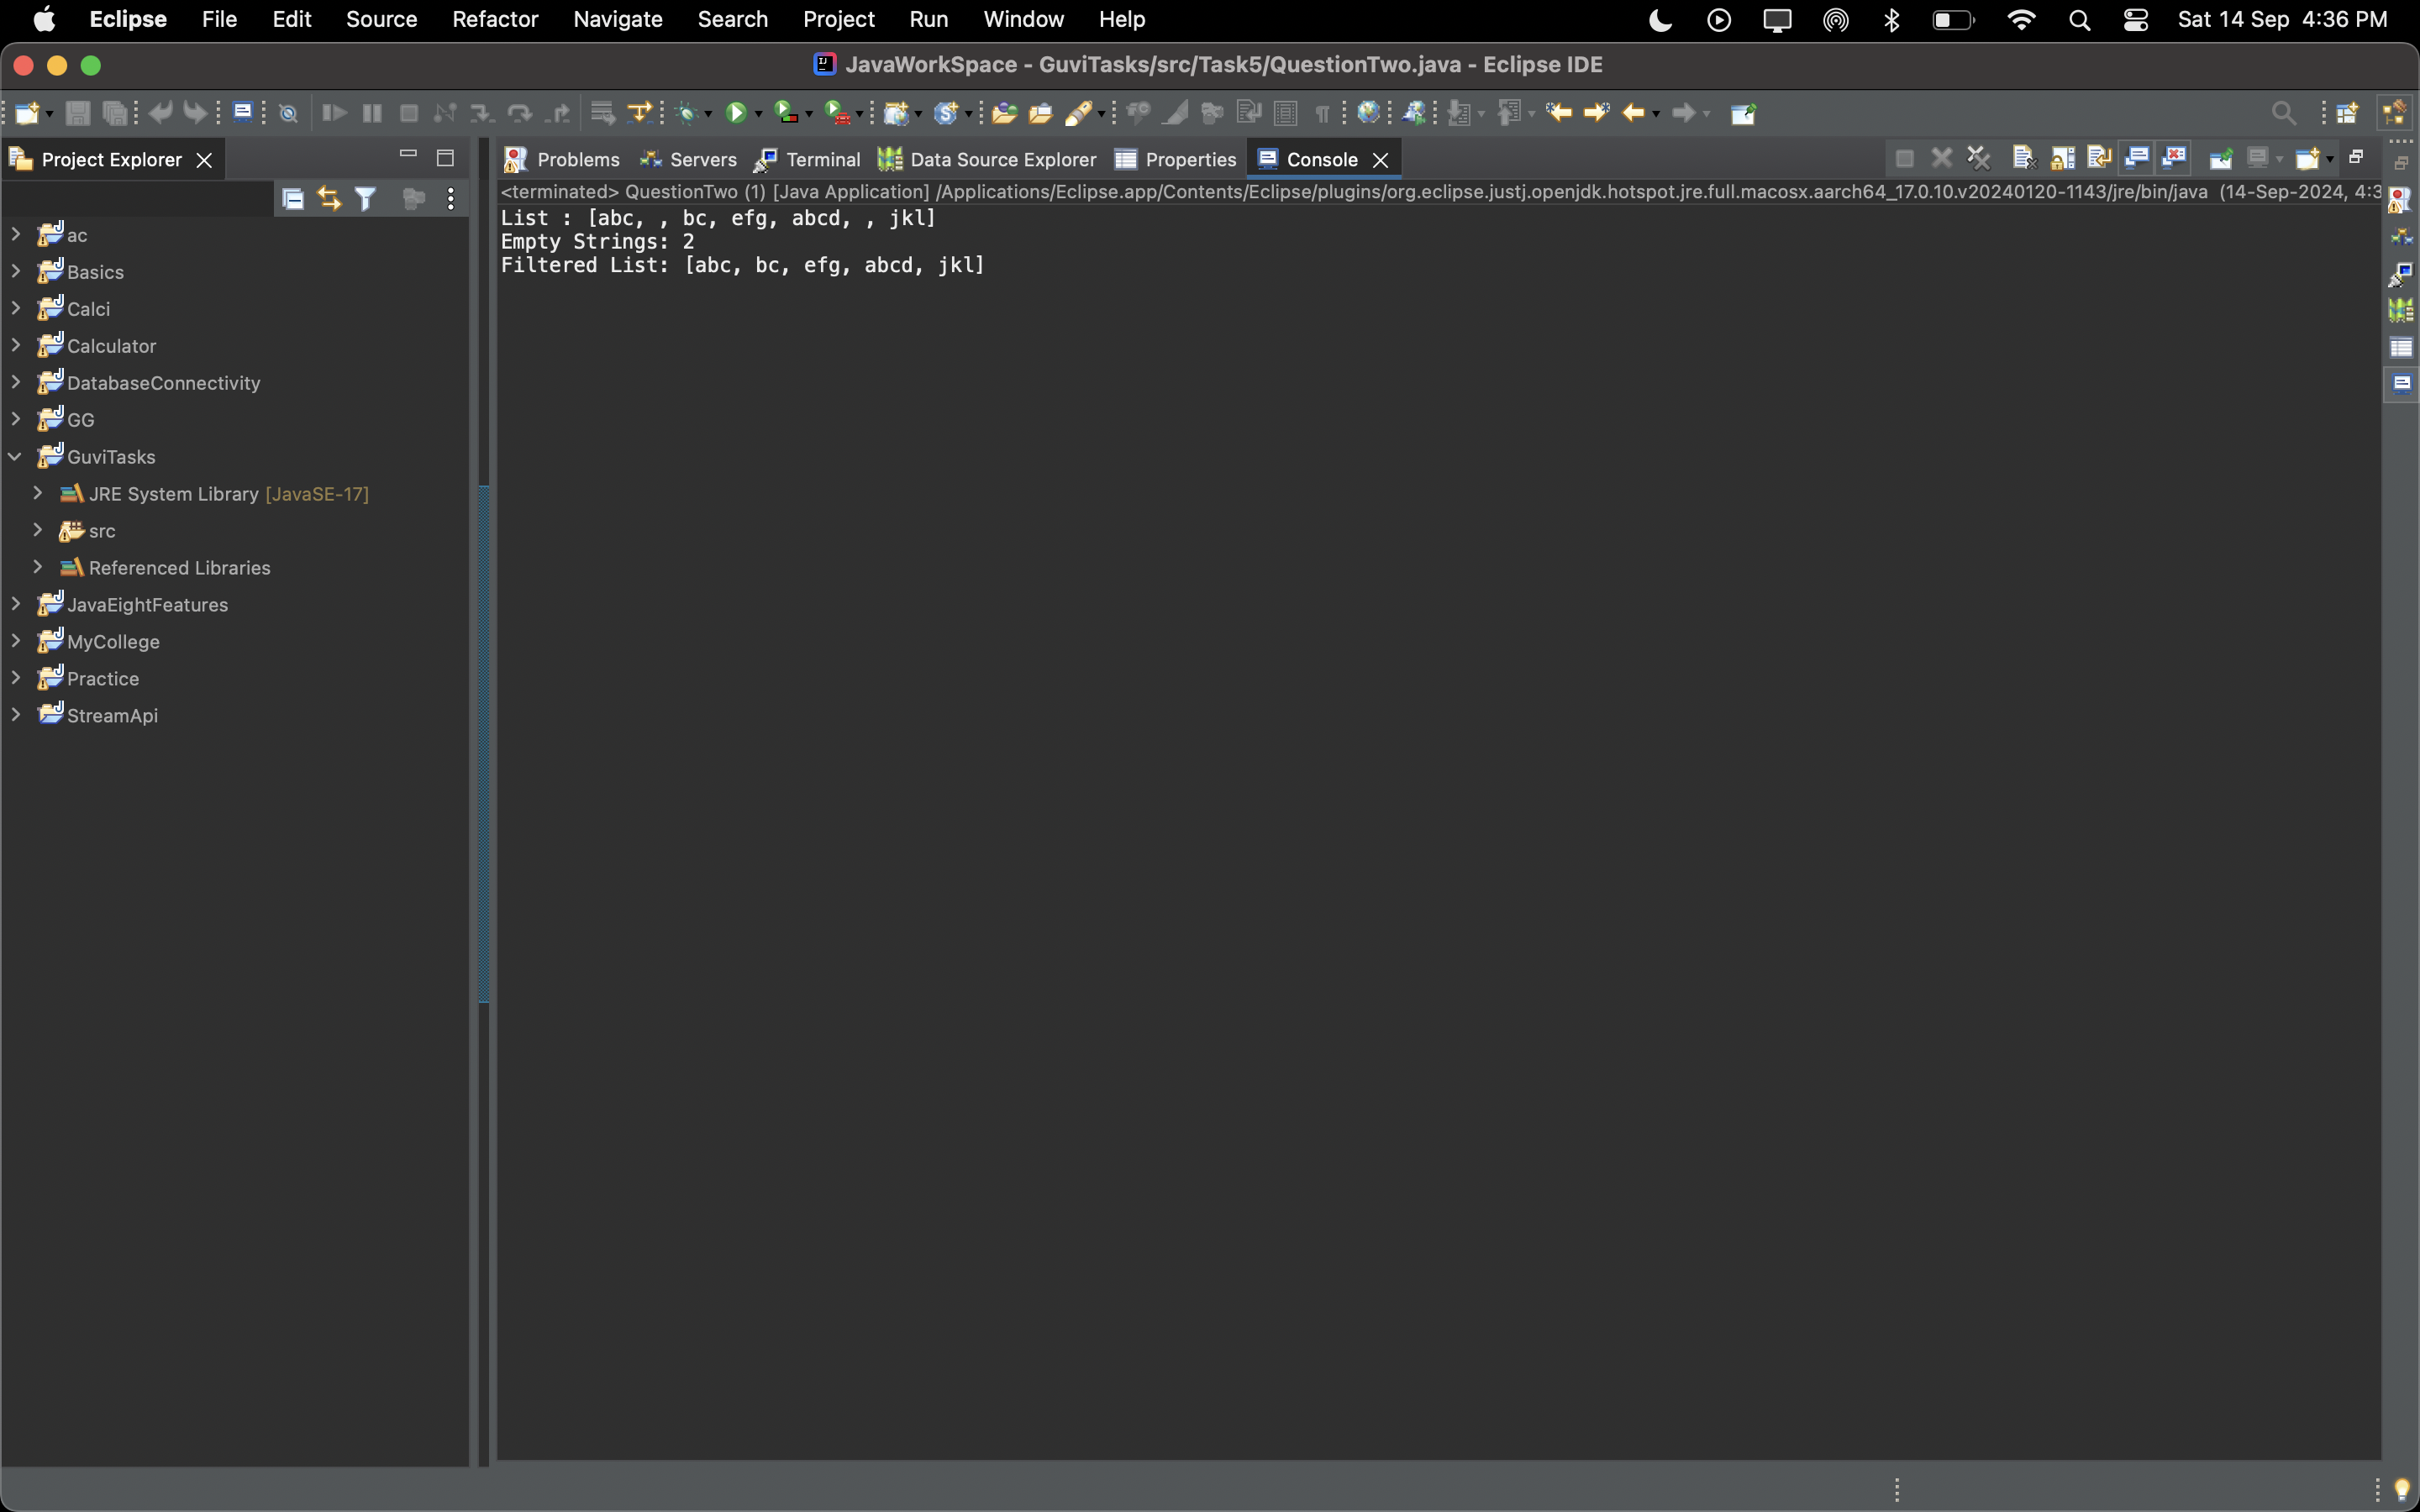 Eclipse File Edit Source Refactor Navigate Search Project Run Window Help Sat 14 Sep 4:36 PM
JavaWorkSpace - GuviTasks/src/Task5/QuestionTwo.java - Eclipse IDE
Project Explorer
Problems Servers Terminal Data Source Explorer Properties Console
<terminated> QuestionTwo (1) [Java Application] /Applications/Eclipse.app/Contents/Eclipse/plugins/org.eclipse.justj.openjdk.hotspot.jre.full.macosx.aarch64_17.0.10.v20240120-1143/jre/bin/java (14-Sep-2024, 4:3
List : [abc, , bc, efg, abcd, , jkl]
Empty Strings: 2
Filtered List: [abc, bc, efg, abcd, jkl]
ac
Basics
Calci
Calculator
DatabaseConnectivity
GG
GuviTasks
JRE System Library [JavaSE-17]
src
Referenced Libraries
JavaEightFeatures
MyCollege
Practice
StreamApi